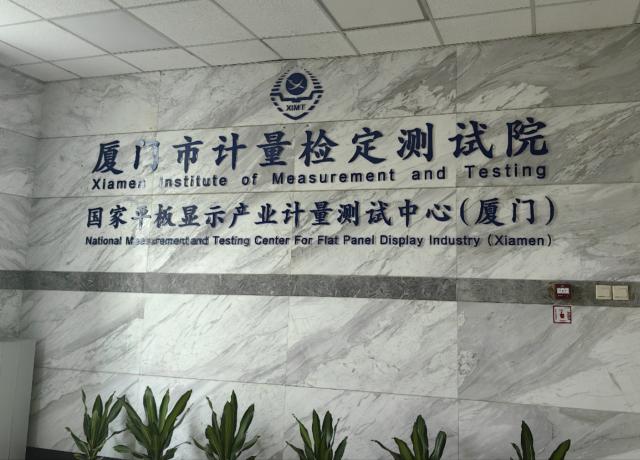 XIMT
厦门市计量检定测试院
Xiamen Institute of Measurement and Testing
国家平板显示产业计量测试中心(厦门)
National Measurement and Testing Center For Flat Panel Display Industry (Xiamen)